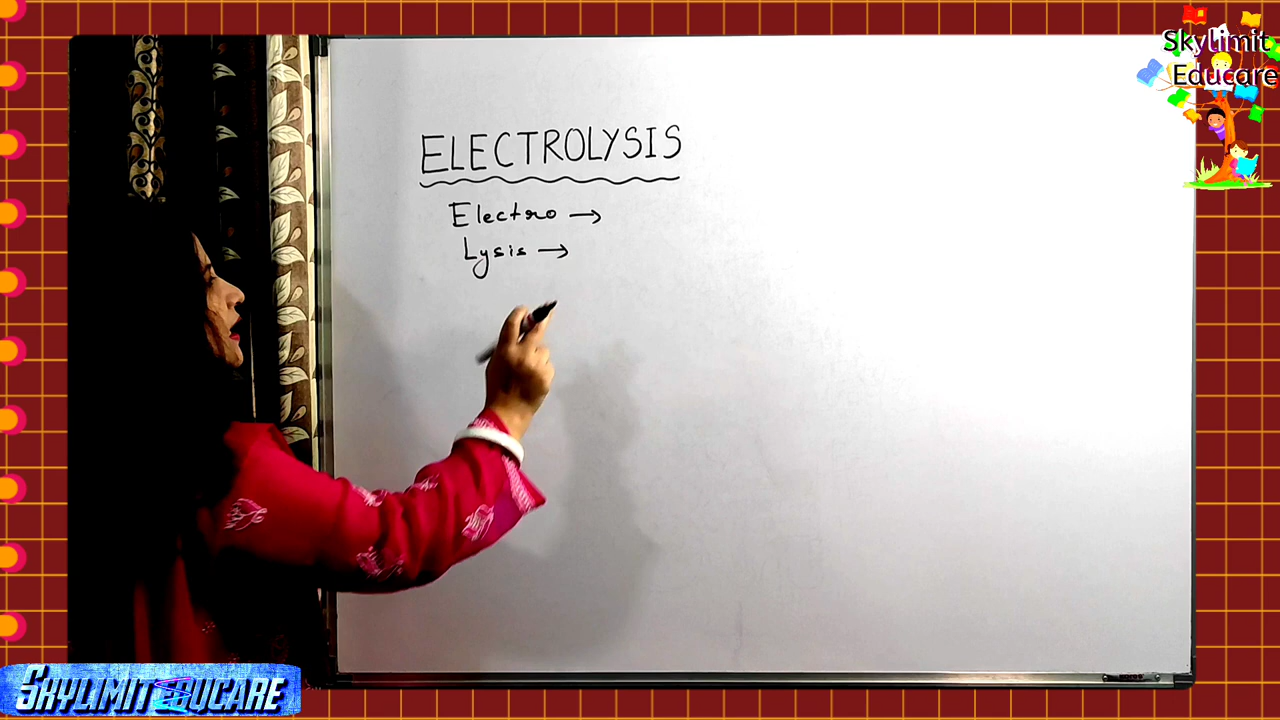 Skylimit
Educare
ELECTROLYSIS
Electro →
Lysis →
SKYLIMIT EDUCARE